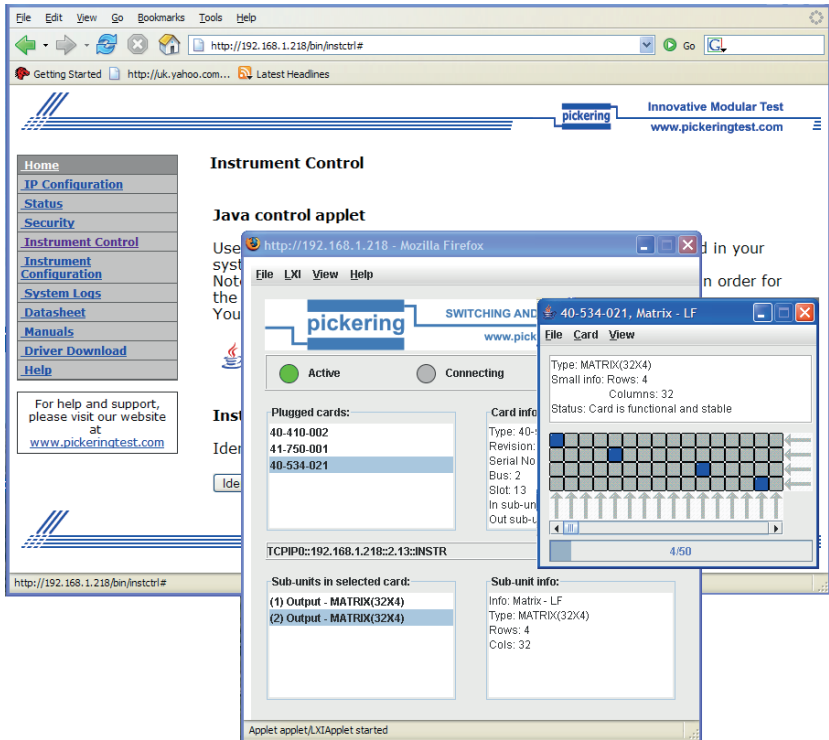 File Edit View Go Bookmarks Tools Help
http://192.168.1.218/bin/instctrl#
Go
G
Getting Started http://uk.yahoo.com... Latest Headlines
pickering
Innovative Modular Test
www.pickeringtest.com
Home
IP Configuration
Status
Security
Instrument Control
Instrument
Configuration
System Logs
Datasheet
Manuals
Driver Download
Help
For help and support,
please visit our website
at
www.pickeringtest.com
Instrument Control
Java control applet
Use
d in your
syst
Not
n order for
the
You
Inst
Iden
Ide
http://192.168.1.218/bin/instctrl#
http://192.168.1.218 - Mozilla Firefox
File LXI View Help
pickering
SWITCHING AND
www.pick
Active
Connecting
Plugged cards:
40-410-002
41-750-001
40-534-021
Card info
Type: 40-
Revision:
Serial No
Bus: 2
Slot: 13
In sub-un
Out sub-u
TCPIP0::192.168.1.218::2.13::INSTR
Sub-units in selected card:
(1) Output - MATRIX(32X4)
(2) Output - MATRIX(32X4)
Sub-unit info:
Info: Matrix - LF
Type: MATRIX(32X4)
Rows: 4
Cols: 32
Applet applet/LXIApplet started
40-534-021, Matrix - LF
File Card View
Type: MATRIX(32X4)
Small info: Rows: 4
Columns: 32
Status: Card is functional and stable
4/50